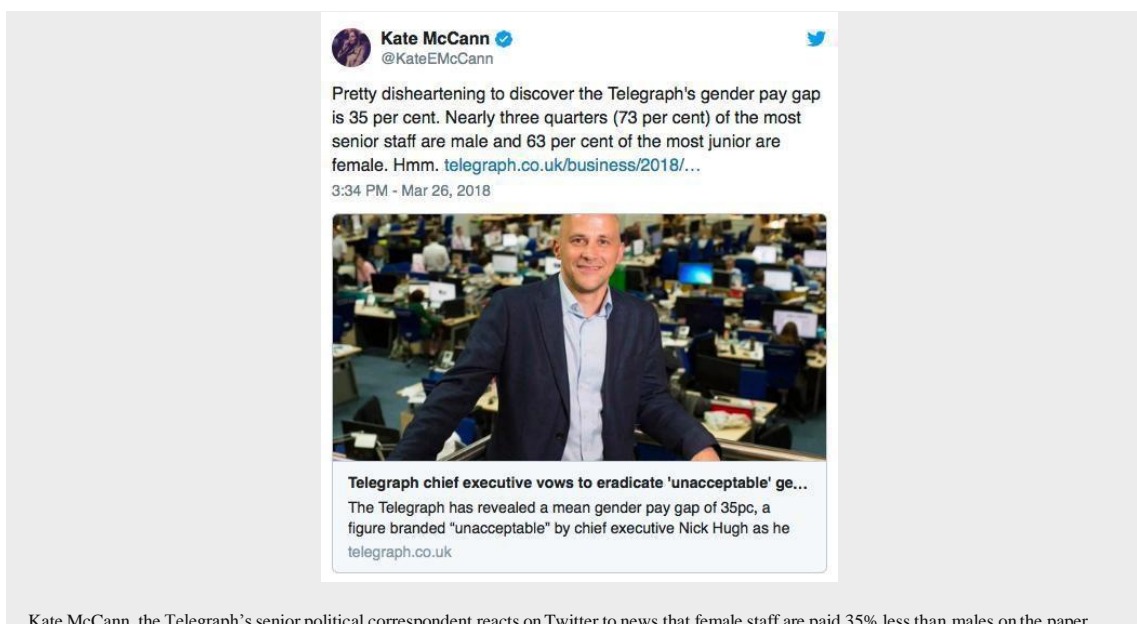 Kate McCann
@KateEMcCann
Pretty disheartening to discover the Telegraph's gender pay gap
is 35 per cent. Nearly three quarters (73 per cent) of the most
senior staff are male and 63 per cent of the most junior are
female. Hmm. telegraph.co.uk/business/2018/…
3:34 PM - Mar 26, 2018
Telegraph chief executive vows to eradicate 'unacceptable' ge...
The Telegraph has revealed a mean gender pay gap of 35pc, a
figure branded “unacceptable” by chief executive Nick Hugh as he
telegraph.co.uk
Kate McCann, the Telegraph’s senior political correspondent reacts on Twitter to news that female staff are paid 35% less than males on the paper